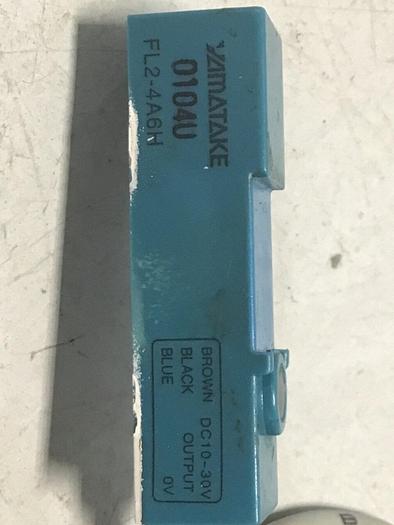 YAMATAKE
0104U
FL2-4A6H
BROWN DC10-30V
BLACK OUTPUT
BLUE 0V